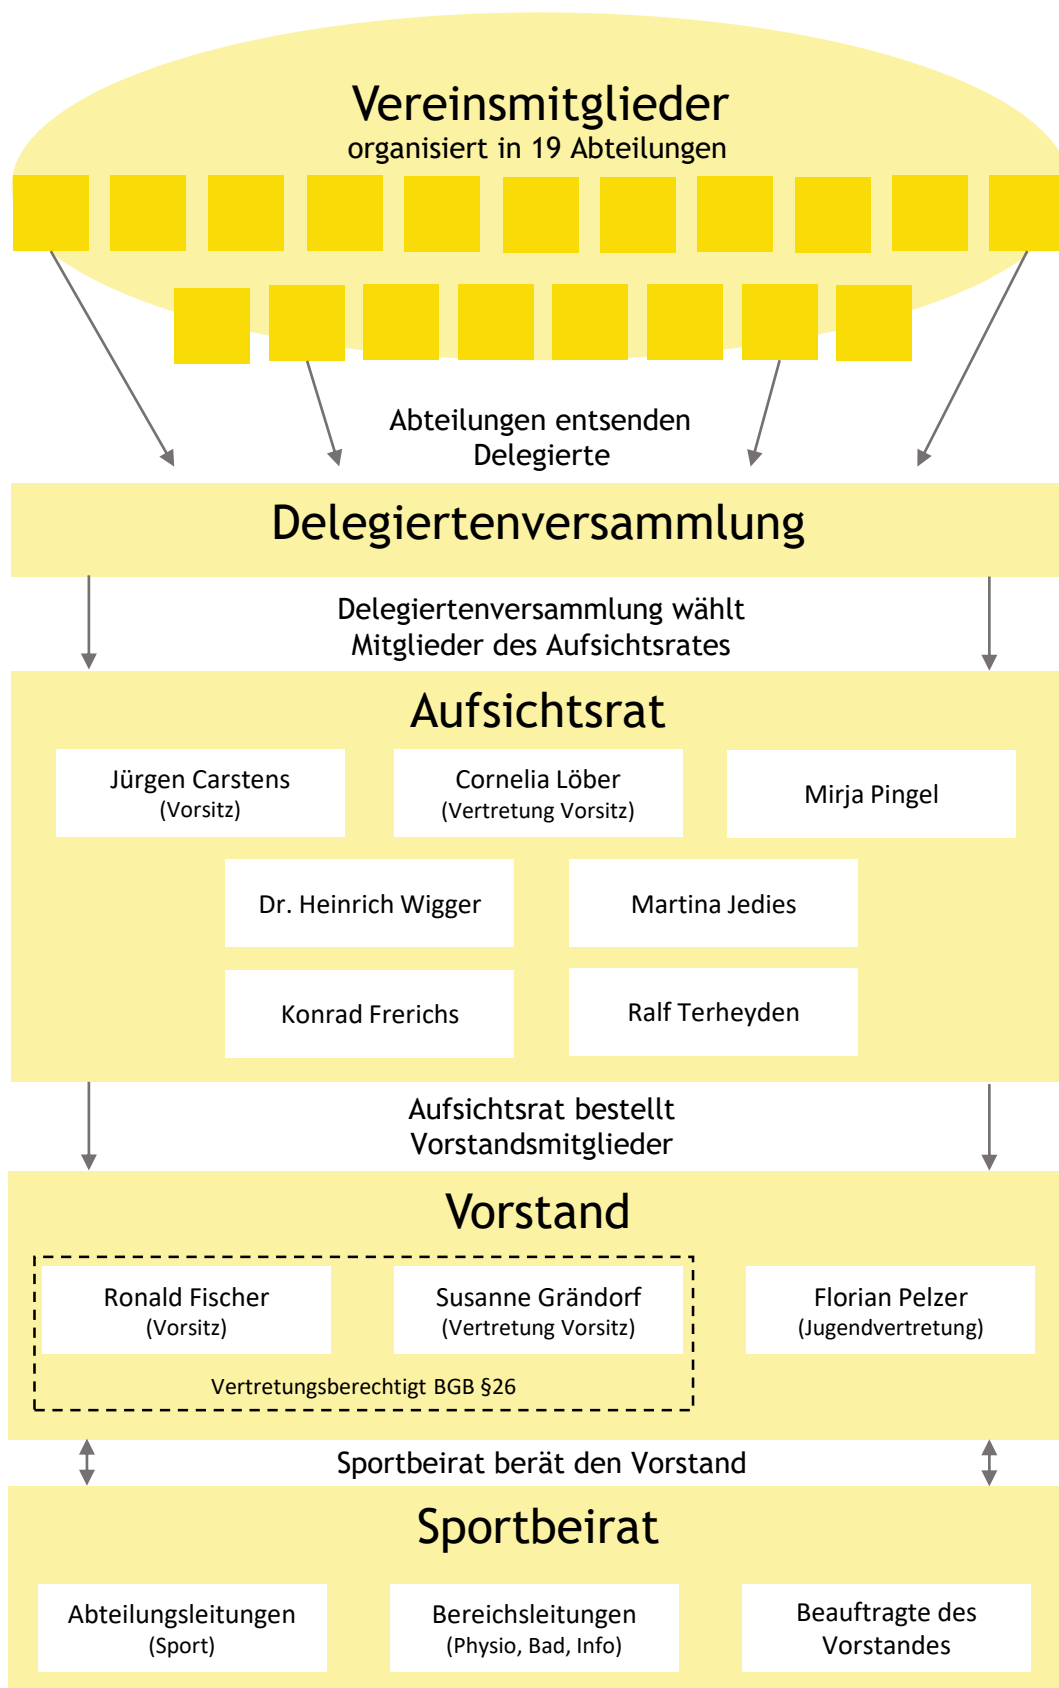 Vereinsmitglieder
organisiert in 19 Abteilungen
Abteilungen entsenden
Delegierte
Delegiertenversammlung
Delegiertenversammlung wählt
Mitglieder des Aufsichtsrates
Aufsichtsrat
Jürgen Carstens
(Vorsitz)
Cornelia Löber
(Vertretung Vorsitz)
Mirja Pingel
Dr. Heinrich Wigger
Martina Jedies
Konrad Frerichs
Ralf Terheyden
Aufsichtsrat bestellt
Vorstandsmitglieder
Vorstand
Ronald Fischer
(Vorsitz)
Susanne Grändorf
(Vertretung Vorsitz)
Florian Pelzer
(Jugendvertretung)
Vertretungsberechtigt BGB §26
Sportbeirat berät den Vorstand
Sportbeirat
Abteilungsleitungen
(Sport)
Bereichsleitungen
(Physio, Bad, Info)
Beauftragte des
Vorstandes